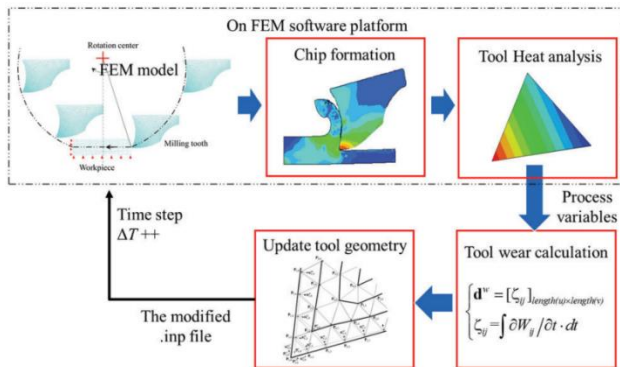 On FEM software platform
Rotation center
FEM model
Milling tooth
Workpiece
Chip formation
Tool Heat analysis
Process
variables
Time step
ΔT ++
Update tool geometry
Tool wear calculation
d^w = [ζ_ij]_length(u)×length(v)
ζ_ij = ∫ ∂W_ij / ∂t · dt
The modified
.inp file